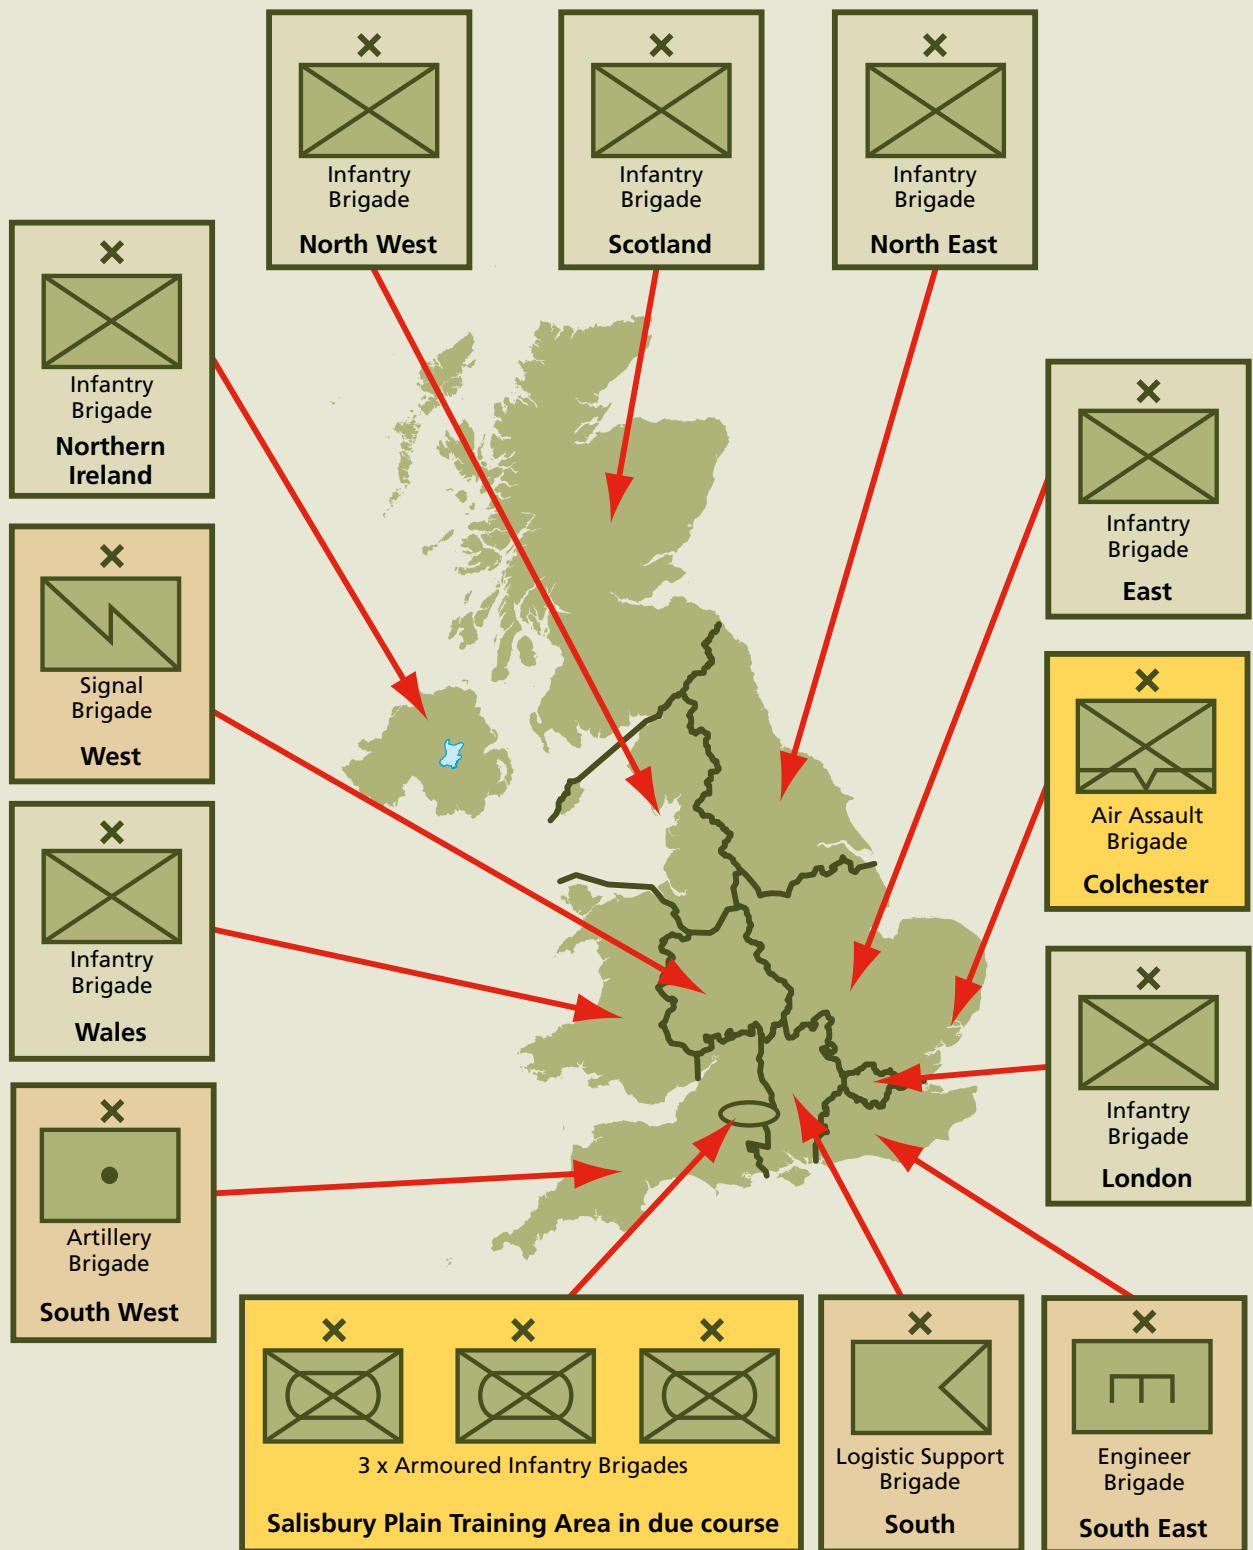 Infantry
Brigade
North West
Infantry
Brigade
Scotland
Infantry
Brigade
North East
Infantry
Brigade
Northern
Ireland
Infantry
Brigade
East
Signal
Brigade
West
Air Assault
Brigade
Colchester
Infantry
Brigade
Wales
Infantry
Brigade
London
Artillery
Brigade
South West
3 x Armoured Infantry Brigades
Salisbury Plain Training Area in due course
Logistic Support
Brigade
South
Engineer
Brigade
South East